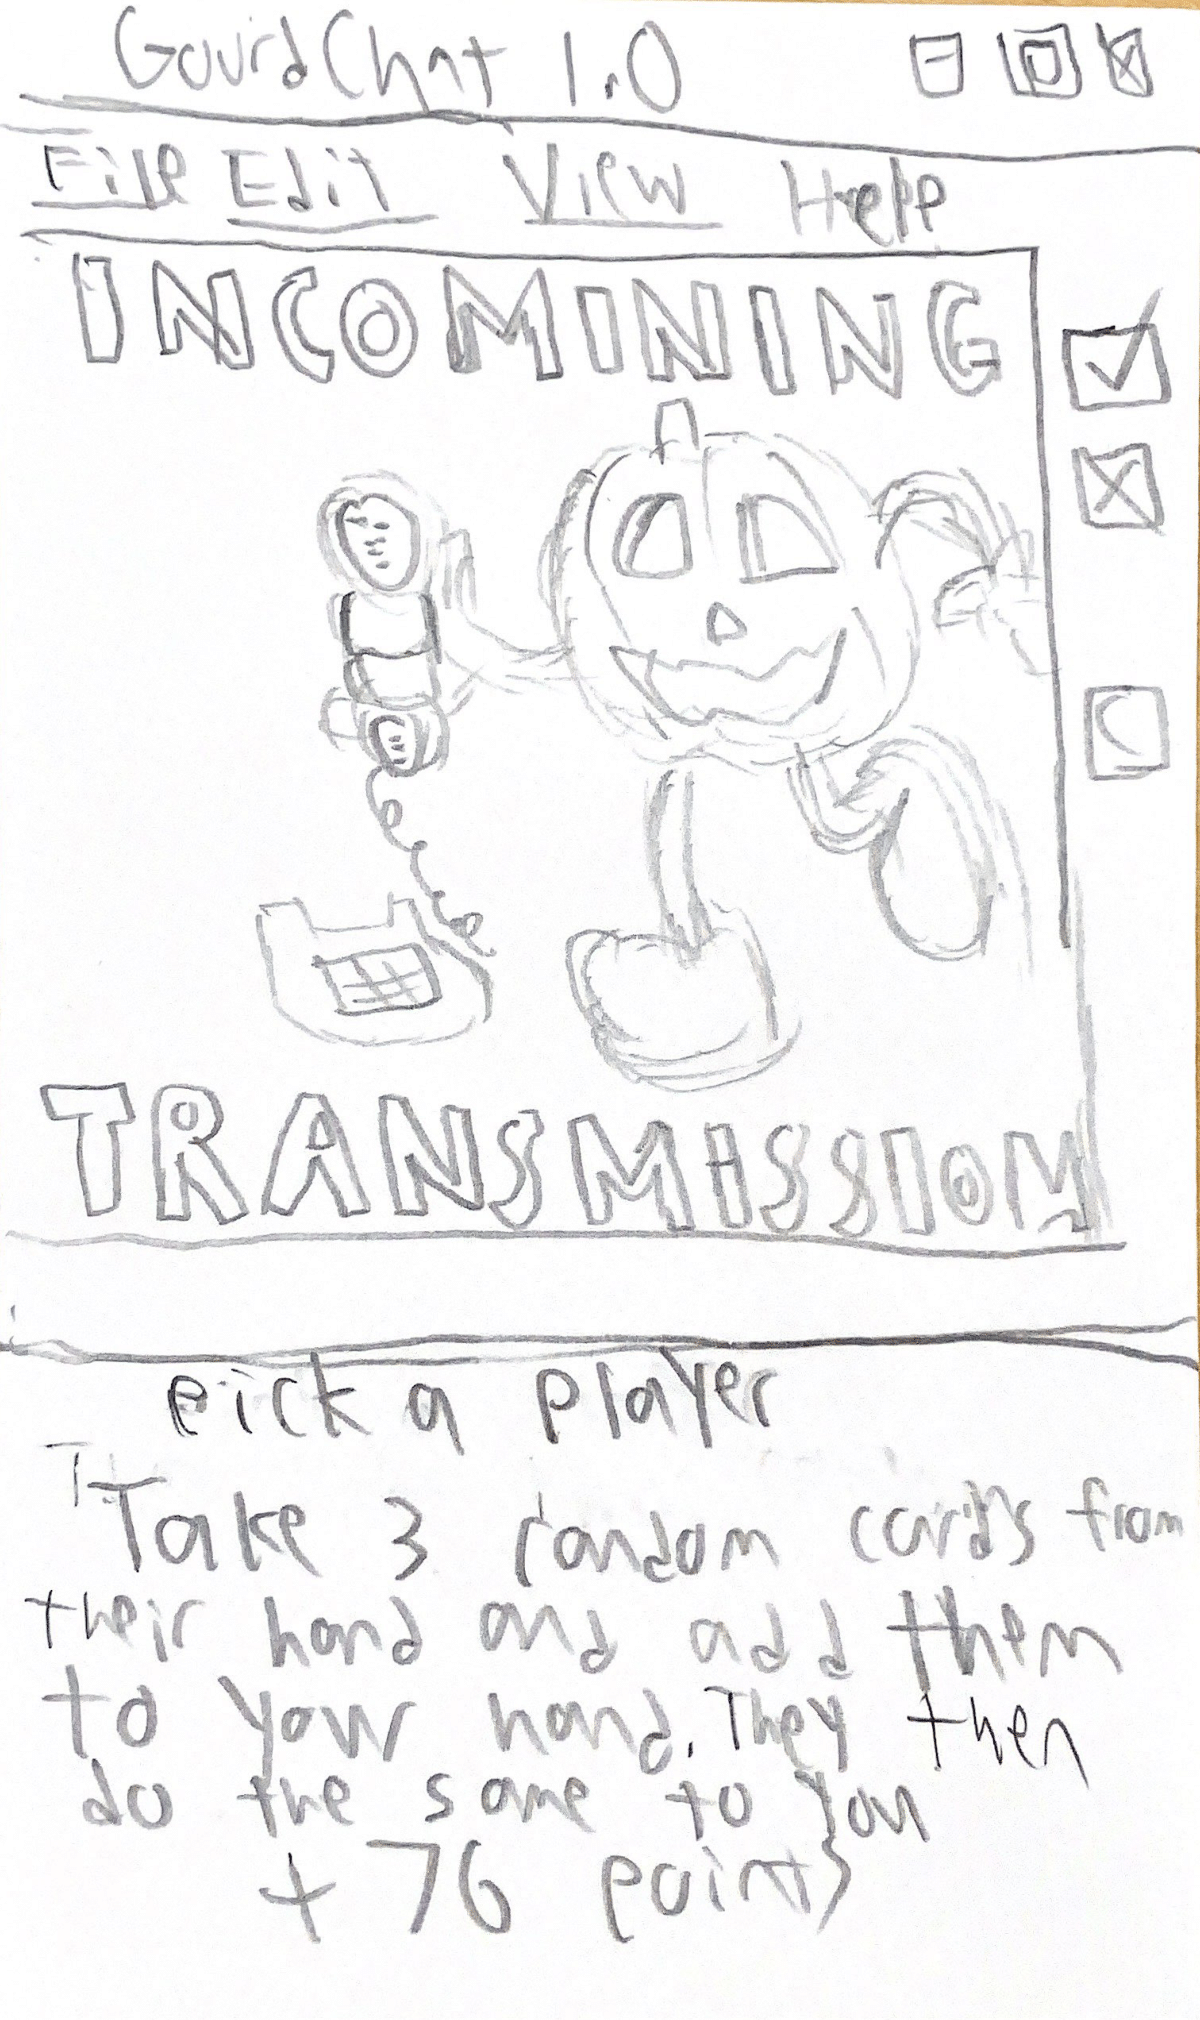 GourdChat 1.0
File Edit View Help
INCOMINING
TRANSMISSION
pick a player
Take 3 random cards from
their hand and add them
to your hand. They then
do the same to you
+ 76 points